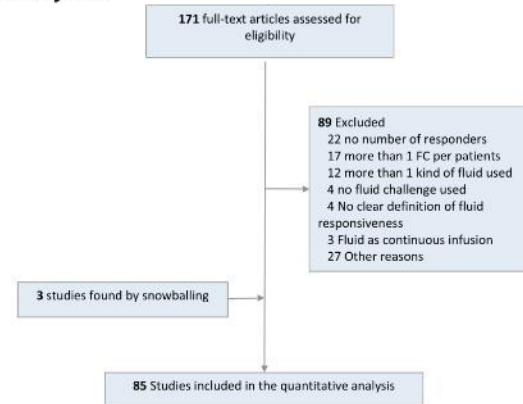 171 full-text articles assessed for
eligibility
89 Excluded
22 no number of responders
17 more than 1 FC per patients
12 more than 1 kind of fluid used
4 no fluid challenge used
4 No clear definition of fluid
responsiveness
3 Fluid as continuous infusion
27 Other reasons
3 studies found by snowballing
85 Studies included in the quantitative analysis